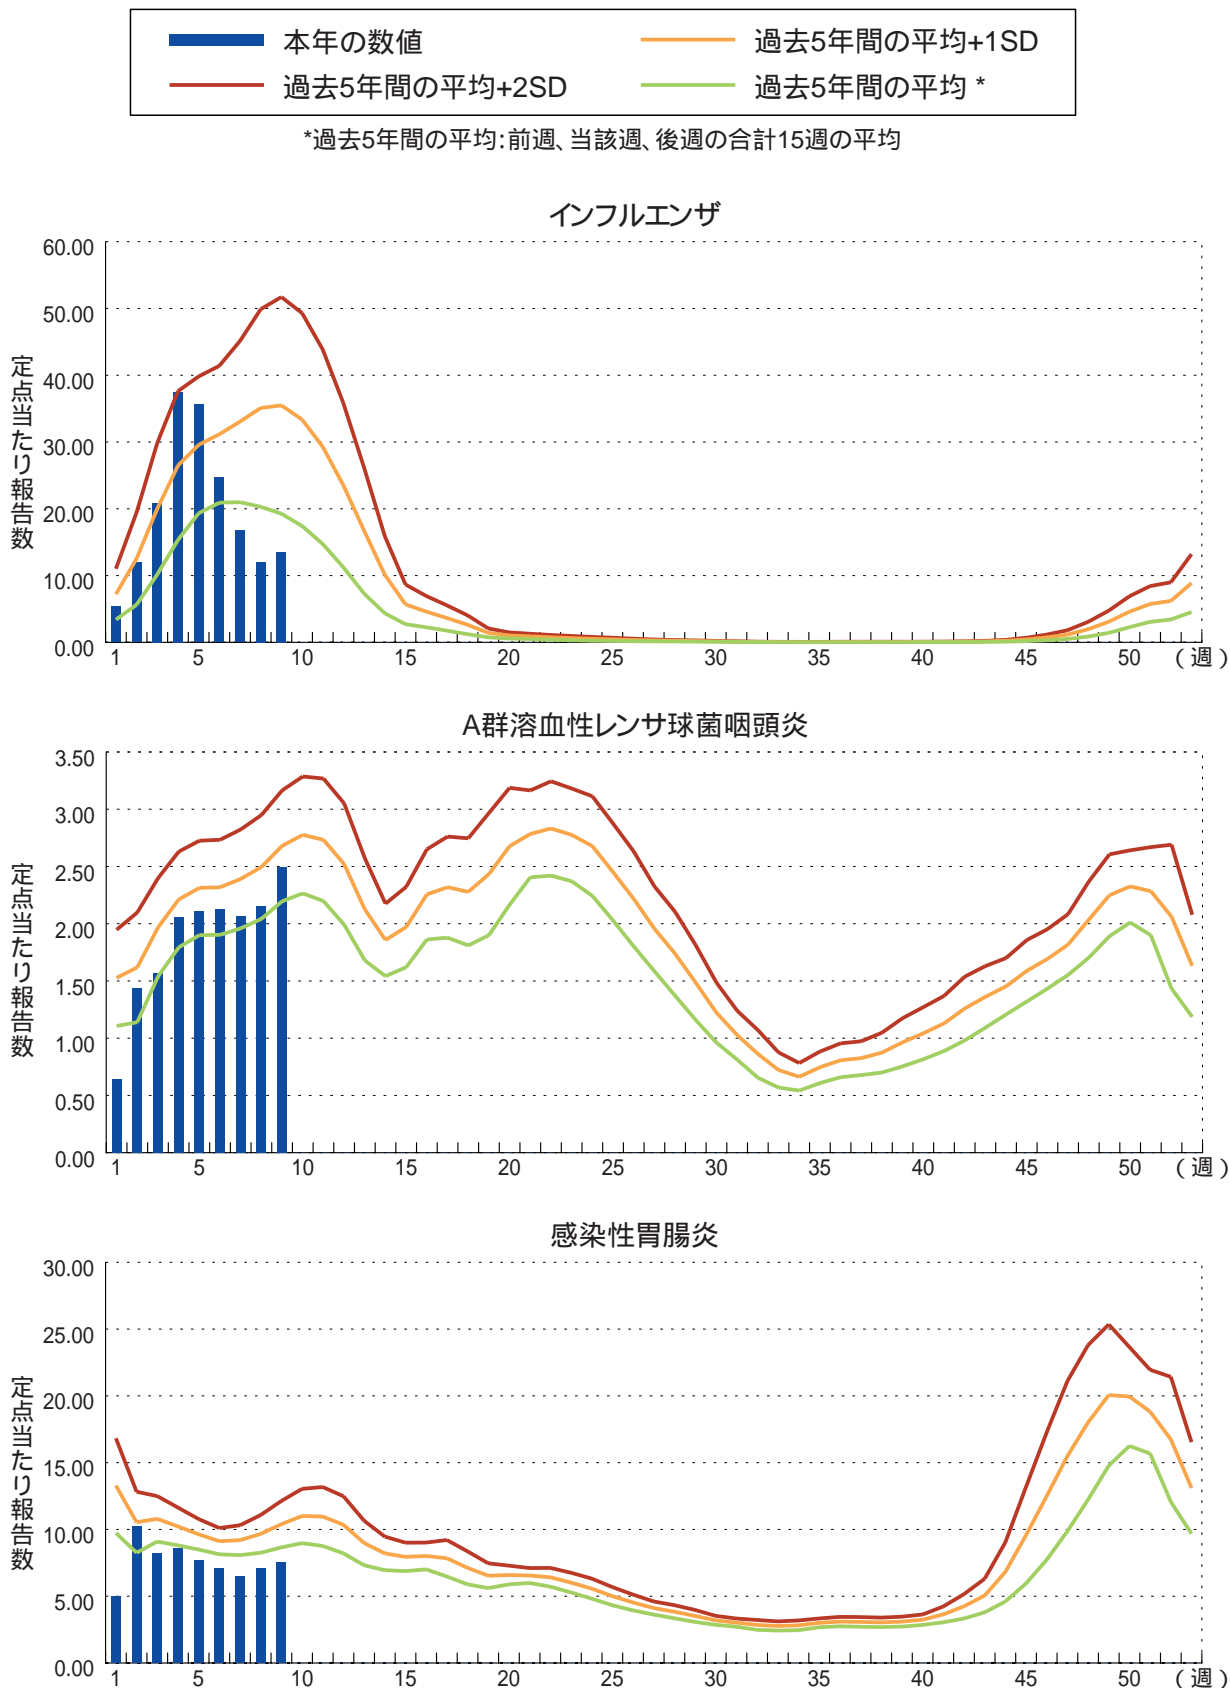 本年の数値
過去5年間の平均+1SD
過去5年間の平均+2SD
過去5年間の平均 *
*過去5年間の平均:前週、当該週、後週の合計15週の平均
インフルエンザ
60.00
50.00
40.00
30.00
20.00
10.00
0.00
定点当たり報告数
1 5 10 15 20 25 30 35 40 45 50 (週)
A群溶血性レンサ球菌咽頭炎
3.50
3.00
2.50
2.00
1.50
1.00
0.50
0.00
定点当たり報告数
1 5 10 15 20 25 30 35 40 45 50 (週)
感染性胃腸炎
30.00
25.00
20.00
15.00
10.00
5.00
0.00
定点当たり報告数
1 5 10 15 20 25 30 35 40 45 50 (週)